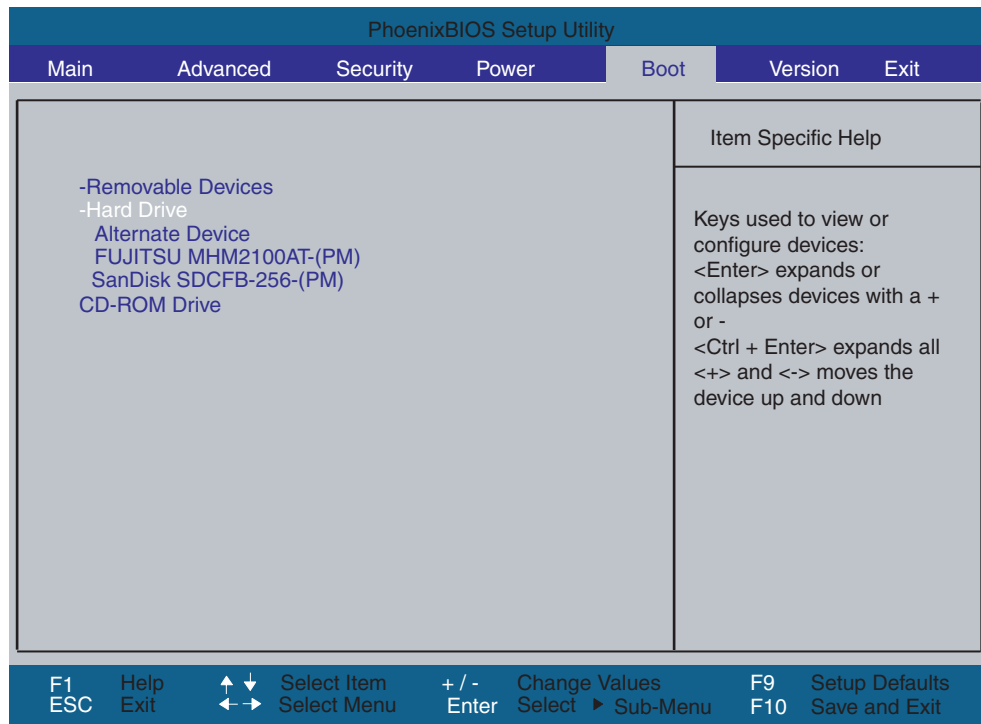 PhoenixBIOS Setup Utility
Main Advanced Security Power Boot Version Exit
Item Specific Help
-Removable Devices
-Hard Drive
Alternate Device
FUJITSU MHM2100AT-(PM)
SanDisk SDCFB-256-(PM)
CD-ROM Drive
Keys used to view or
configure devices:
<Enter> expands or
collapses devices with a +
or -
<Ctrl + Enter> expands all
<+> and <-> moves the
device up and down
F1 Help Select Item + / - Change Values F9 Setup Defaults
ESC Exit Select Menu Enter Select Sub-Menu F10 Save and Exit